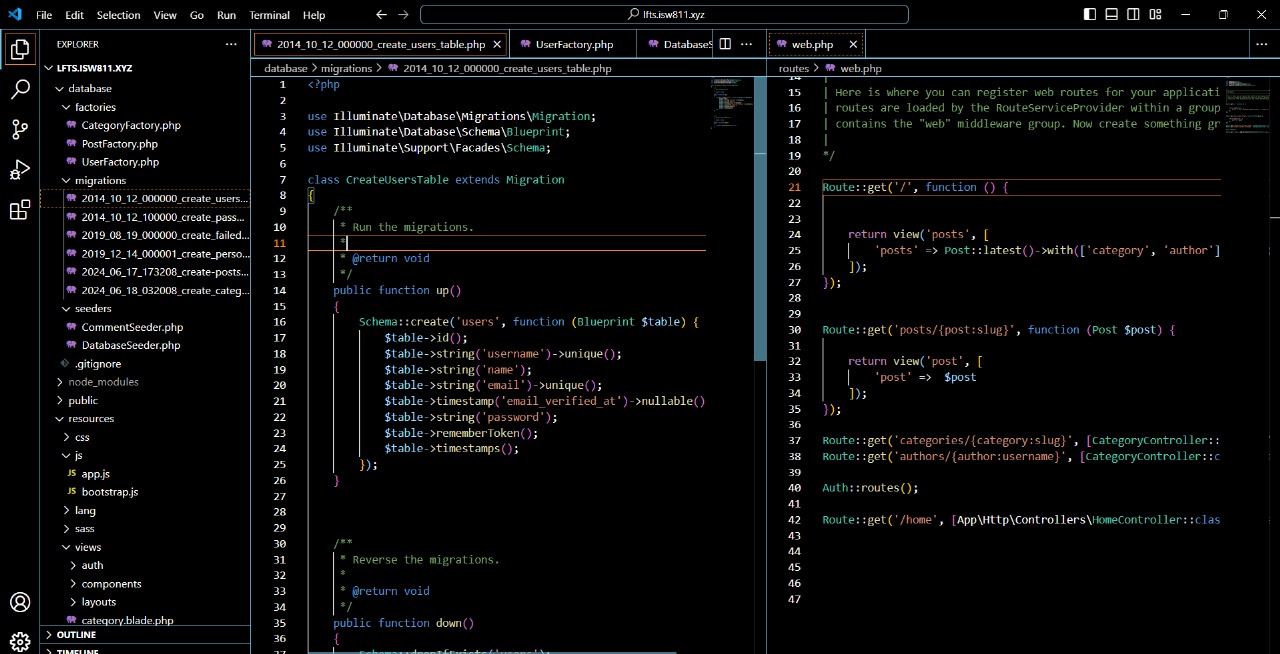 File Edit Selection View Go Run Terminal Help
lfts.isw811.xyz
EXPLORER
LFTS.ISW811.XYZ
database
factories
CategoryFactory.php
PostFactory.php
UserFactory.php
migrations
2014_10_12_000000_create_users...
2014_10_12_100000_create_pass...
2019_08_19_000000_create_failed...
2019_12_14_000001_create_perso...
2024_06_17_173208_create_posts...
2024_06_18_032008_create_categ...
seeders
CommentSeeder.php
DatabaseSeeder.php
.gitignore
node_modules
public
resources
css
js
JS app.js
JS bootstrap.js
lang
sass
views
auth
components
layouts
category.blade.php
OUTLINE
TIMELINE
2014_10_12_000000_create_users_table.php UserFactory.php DatabaseS
database > migrations > 2014_10_12_000000_create_users_table.php
1 <?php
2
3 use Illuminate\Database\Migrations\Migration;
4 use Illuminate\Database\Schema\Blueprint;
5 use Illuminate\Support\Facades\Schema;
6
7 class CreateUsersTable extends Migration
8 {
9 /**
10 * Run the migrations.
11 *
12 * @return void
13 */
14 public function up()
15 {
16 Schema::create('users', function (Blueprint $table) {
17 $table->id();
18 $table->string('username')->unique();
19 $table->string('name');
20 $table->string('email')->unique();
21 $table->timestamp('email_verified_at')->nullable()
22 $table->string('password');
23 $table->rememberToken();
24 $table->timestamps();
25 });
26 }
27
28
29
30 /**
31 * Reverse the migrations.
32 *
33 * @return void
34 */
35 public function down()
36 {
37 Schema::dropIfExists('users');
web.php
routes > web.php
14 |
15 | Here is where you can register web routes for your applicati
16 | routes are loaded by the RouteServiceProvider within a group
17 | contains the "web" middleware group. Now create something gr
18 |
19 */
20
21 Route::get('/', function () {
22
23
24 return view('posts', [
25 'posts' => Post::latest()->with(['category', 'author']
26 ]);
27 });
28
29
30 Route::get('posts/{post:slug}', function (Post $post) {
31
32 return view('post', [
33 'post' => $post
34 ]);
35 });
36
37 Route::get('categories/{category:slug}', [CategoryController::
38 Route::get('authors/{author:username}', [CategoryController::c
39
40 Auth::routes();
41
42 Route::get('/home', [App\Http\Controllers\HomeController::clas
43
44
45
46
47